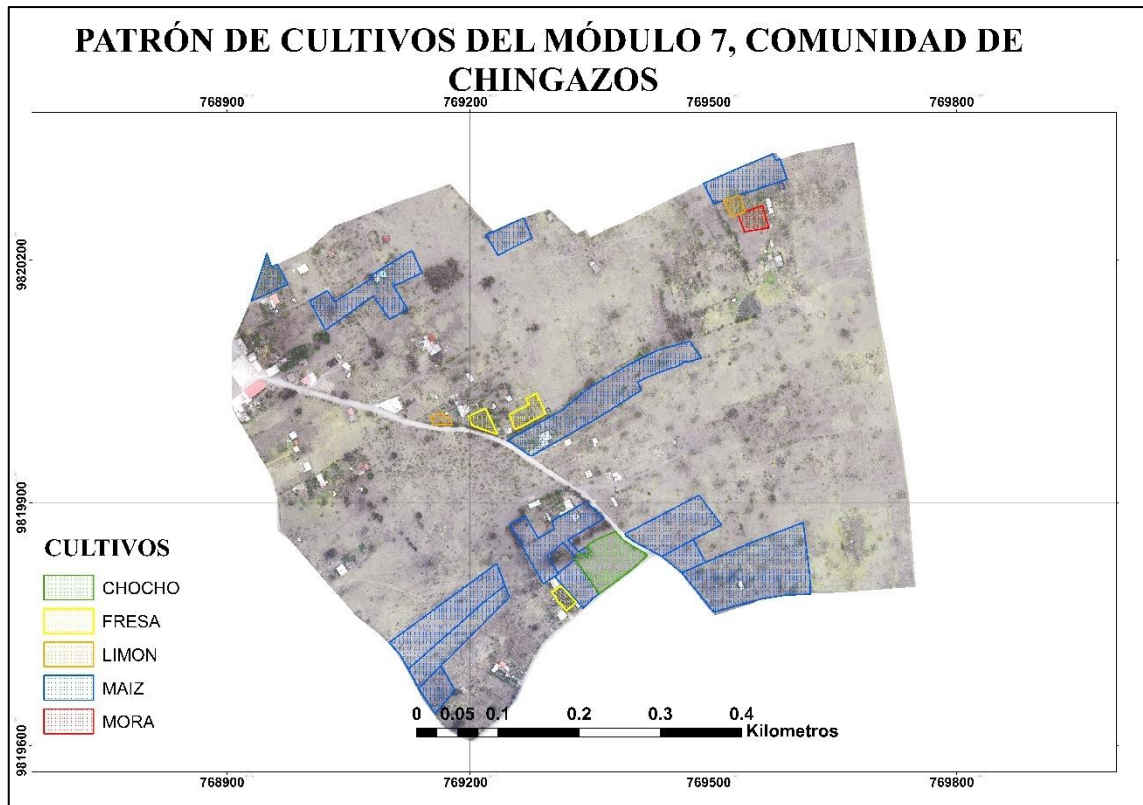 PATRÓN DE CULTIVOS DEL MÓDULO 7, COMUNIDAD DE
CHINGAZOS
768900 769200 769500 769800
9820200
9819900
9819600
CULTIVOS
CHOCHO
FRESA
LIMON
MAIZ
MORA
0 0.05 0.1 0.2 0.3 0.4
Kilometros
768900 769200 769500 769800